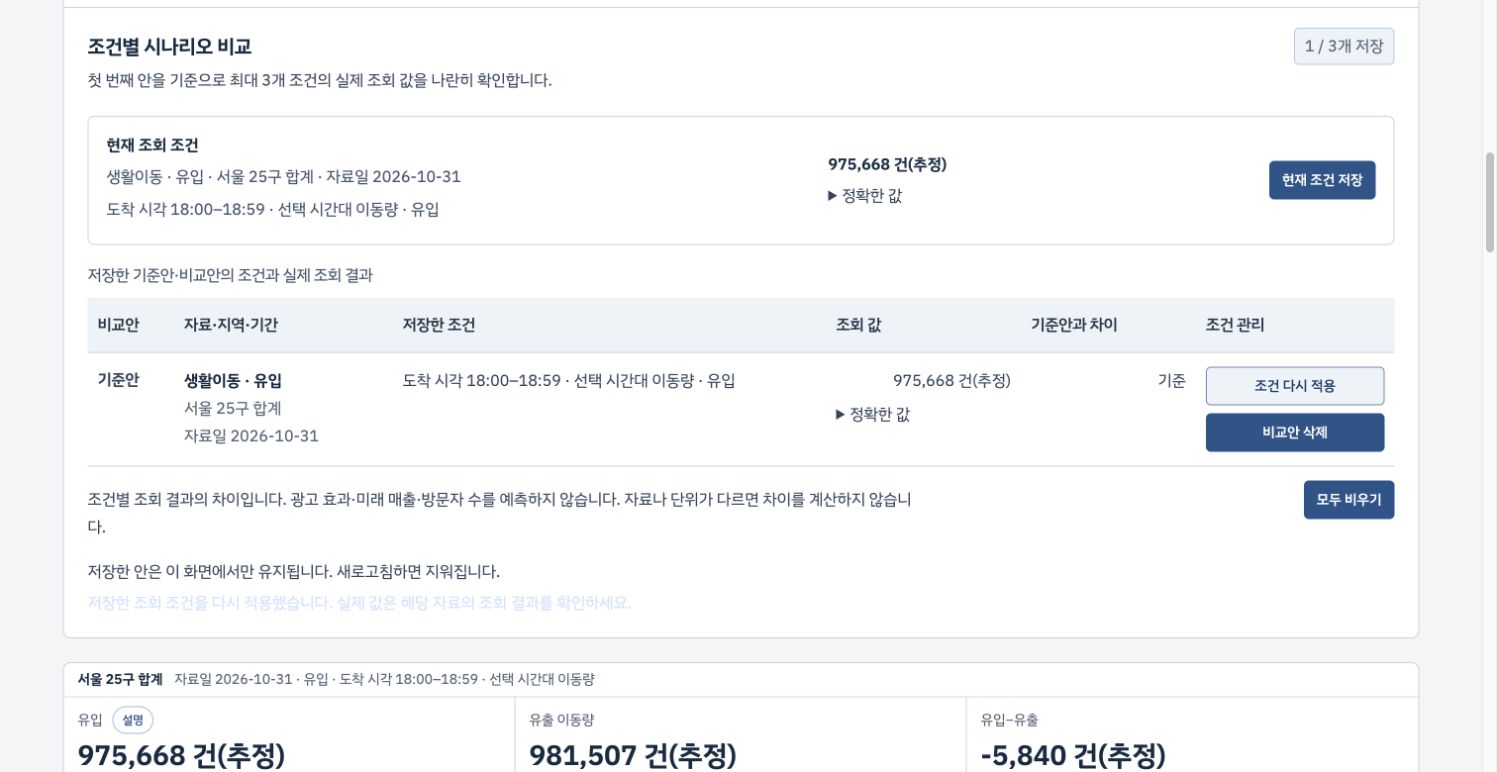 조건별 시나리오 비교
1 / 3개 저장
첫 번째 안을 기준으로 최대 3개 조건의 실제 조회 값을 나란히 확인합니다.
현재 조회 조건
생활이동 · 유입 · 서울 25구 합계 · 자료일 2026-10-31
도착 시각 18:00–18:59 · 선택 시간대 이동량 · 유입
975,668 건(추정)
▶ 정확한 값
현재 조건 저장
저장한 기준안·비교안의 조건과 실제 조회 결과
비교안 자료·지역·기간 저장한 조건 조회 값 기준안과 차이 조건 관리
기준안 생활이동 · 유입 도착 시각 18:00–18:59 · 선택 시간대 이동량 · 유입 975,668 건(추정) 기준 조건 다시 적용
서울 25구 합계 ▶ 정확한 값
자료일 2026-10-31 비교안 삭제
조건별 조회 결과의 차이입니다. 광고 효과·미래 매출·방문자 수를 예측하지 않습니다. 자료나 단위가 다르면 차이를 계산하지 않습니
다.
모두 비우기
저장한 안은 이 화면에서만 유지됩니다. 새로고침하면 지워집니다.
저장한 조회 조건을 다시 적용했습니다. 실제 값은 해당 자료의 조회 결과를 확인하세요.
서울 25구 합계 자료일 2026-10-31 · 유입 · 도착 시각 18:00–18:59 · 선택 시간대 이동량
유입 설명 유출 이동량 유입−유출
975,668 건(추정) 981,507 건(추정) -5,840 건(추정)